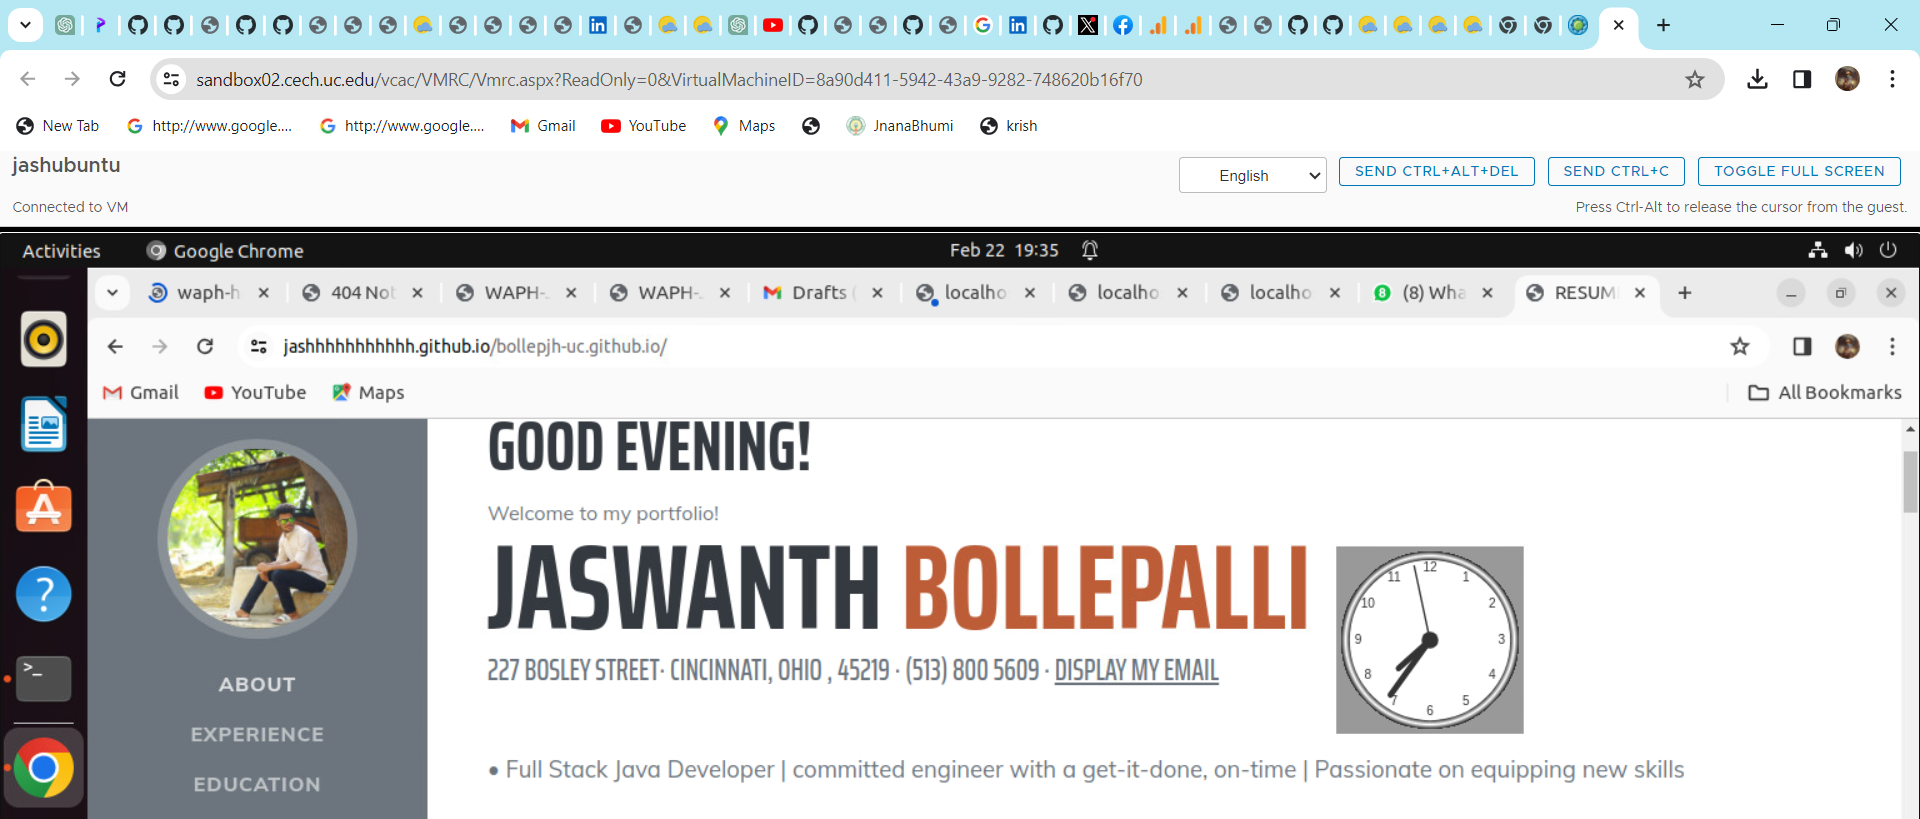 sandbox02.cech.uc.edu/vcac/VMRC/Vmrc.aspx?ReadOnly=0&VirtualMachineID=8a90d411-5942-43a9-9282-748620b16f70
New Tab http://www.google.... http://www.google.... Gmail YouTube Maps JnanaBhumi krish
jashubuntu
English SEND CTRL+ALT+DEL SEND CTRL+C TOGGLE FULL SCREEN
Connected to VM Press Ctrl-Alt to release the cursor from the guest.
Activities Google Chrome Feb 22 19:35
waph-h 404 Not WAPH- WAPH- Drafts ( localho localho localho (8) Wha RESUM
jashhhhhhhhhhh.github.io/bollepjh-uc.github.io/
Gmail YouTube Maps All Bookmarks
GOOD EVENING!
Welcome to my portfolio!
JASWANTH BOLLEPALLI
12 1 2 3 4 5 6 7 8 9 10 11
227 BOSLEY STREET· CINCINNATI, OHIO , 45219 · (513) 800 5609 · DISPLAY MY EMAIL
ABOUT
EXPERIENCE
EDUCATION
• Full Stack Java Developer | committed engineer with a get-it-done, on-time | Passionate on equipping new skills